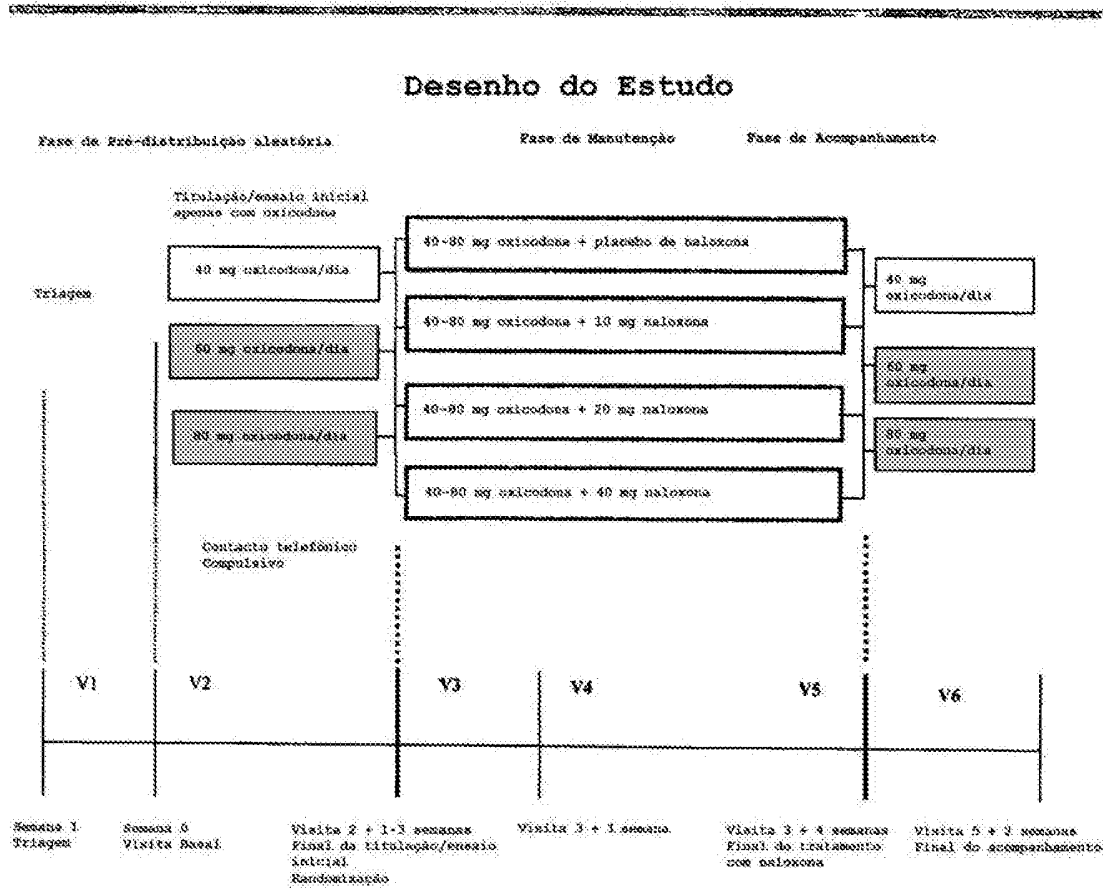 Desenho do Estudo
Fase de Pré-distribuição aleatória
Fase de Manutenção
Fase de Acompanhamento
Titulação/ensaio inicial
apenas com oxicodona
40 mg oxicodona/dia
60 mg oxicodona/dia
80 mg oxicodona/dia
Triagem
40-80 mg oxicodona + placebo de naloxona
40-80 mg oxicodona + 10 mg naloxona
40-80 mg oxicodona + 20 mg naloxona
40-80 mg oxicodona + 40 mg naloxona
40 mg
oxicodona/dia
60 mg
oxicodona/dia
80 mg
oxicodona/dia
Contacto telefónico
Compulsivo
V1
V2
V3
V4
V5
V6
Semana 1
Triagem
Semana 0
Visita Basal
Visita 2 + 1-3 semanas
Final da titulação/ensaio
inicial
Randomização
Visita 3 + 1 semana
Visita 3 + 4 semanas
Final do tratamento
com naloxona
Visita 5 + 2 semanas
Final do acompanhamento